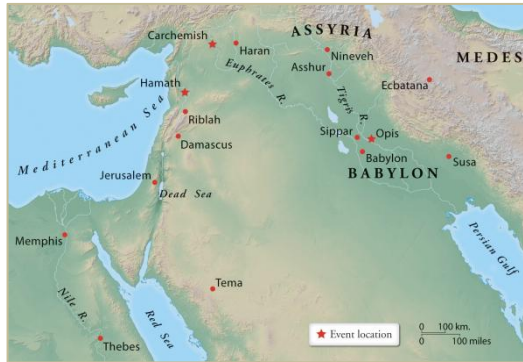 Carchemish
Haran
ASSYRIA
Nineveh
MEDES
Asshur
Ecbatana
Euphrates R.
Hamath
Tigris R.
Riblah
Mediterranean Sea
Damascus
Sippar
Opis
Babylon
Susa
BABYLON
Jerusalem
Dead Sea
Memphis
Persian Gulf
Tema
Nile R.
Red Sea
Thebes
Event location
0 100 km.
0 100 miles